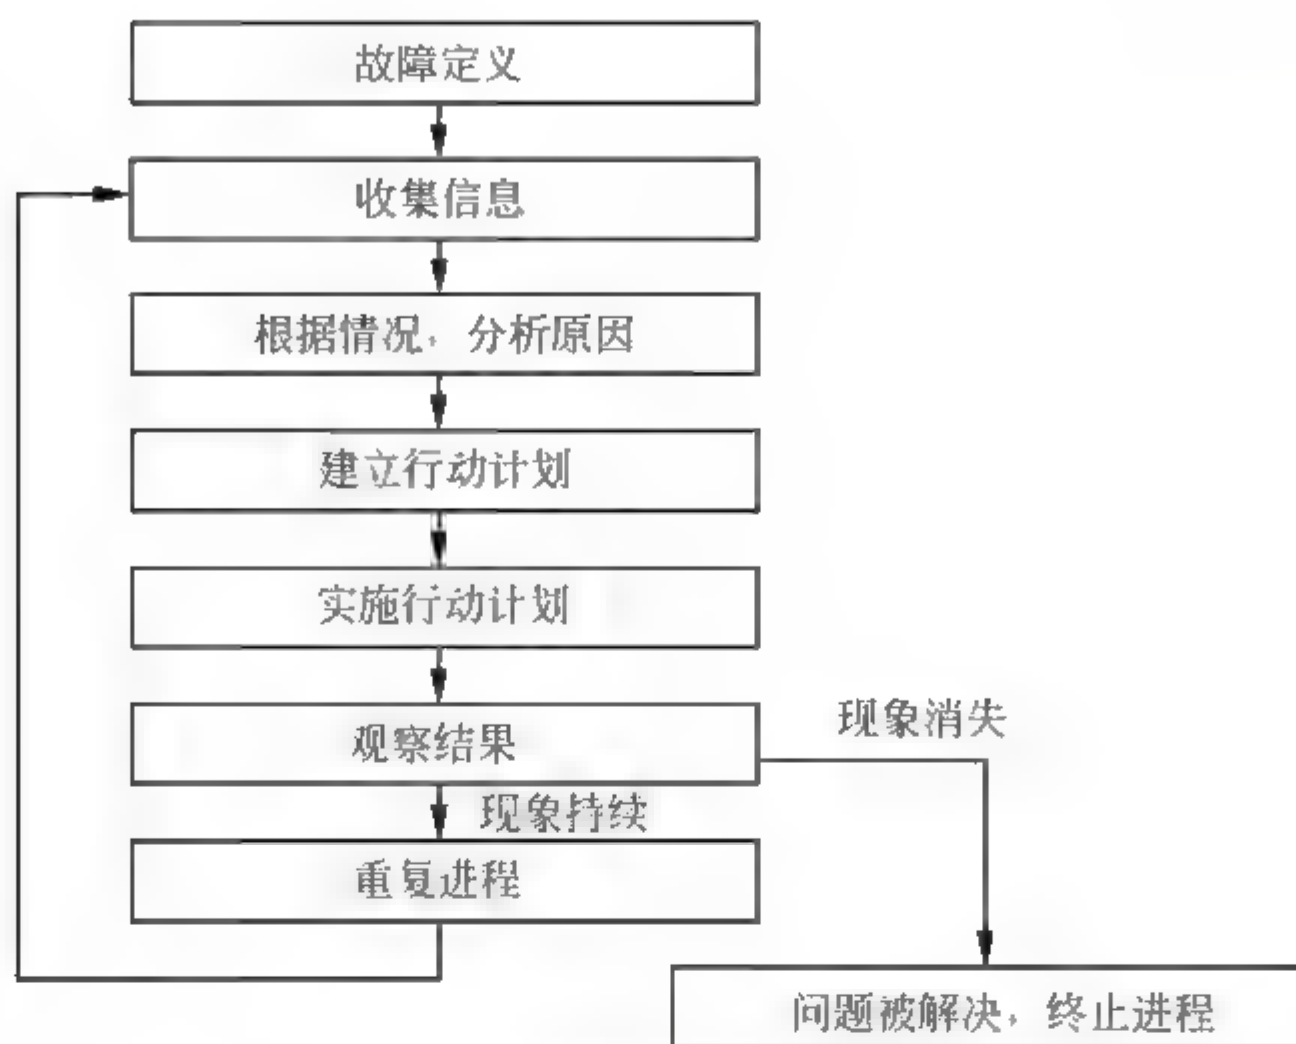 故障定义
收集信息
根据情况，分析原因
建立行动计划
实施行动计划
观察结果
现象消失
现象持续
重复进程
问题被解决，终止进程